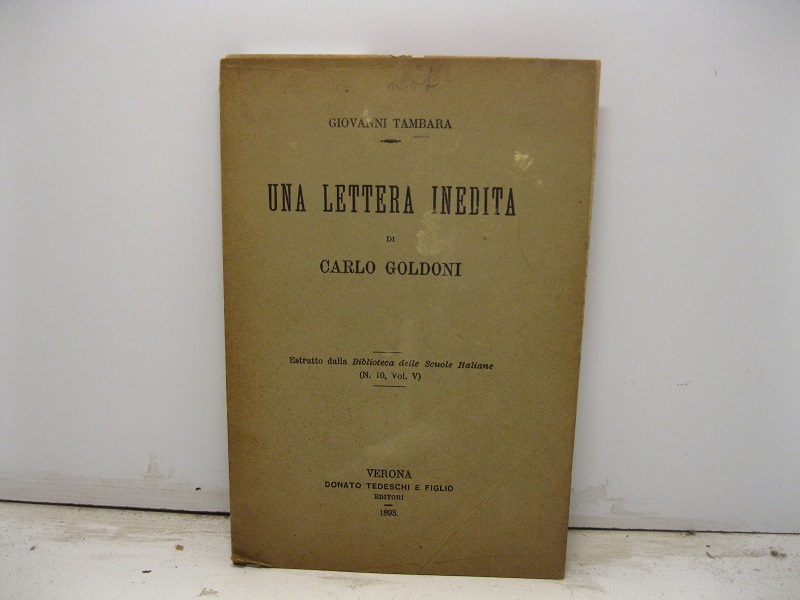 GIOVANNI TAMBARA
UNA LETTERA INEDITA
DI
CARLO GOLDONI
Estratto dalla Biblioteca delle Scuole Italiane
(N. 10, Vol. V)
VERONA
DONATO TEDESCHI E FIGLIO
EDITORI
1893.